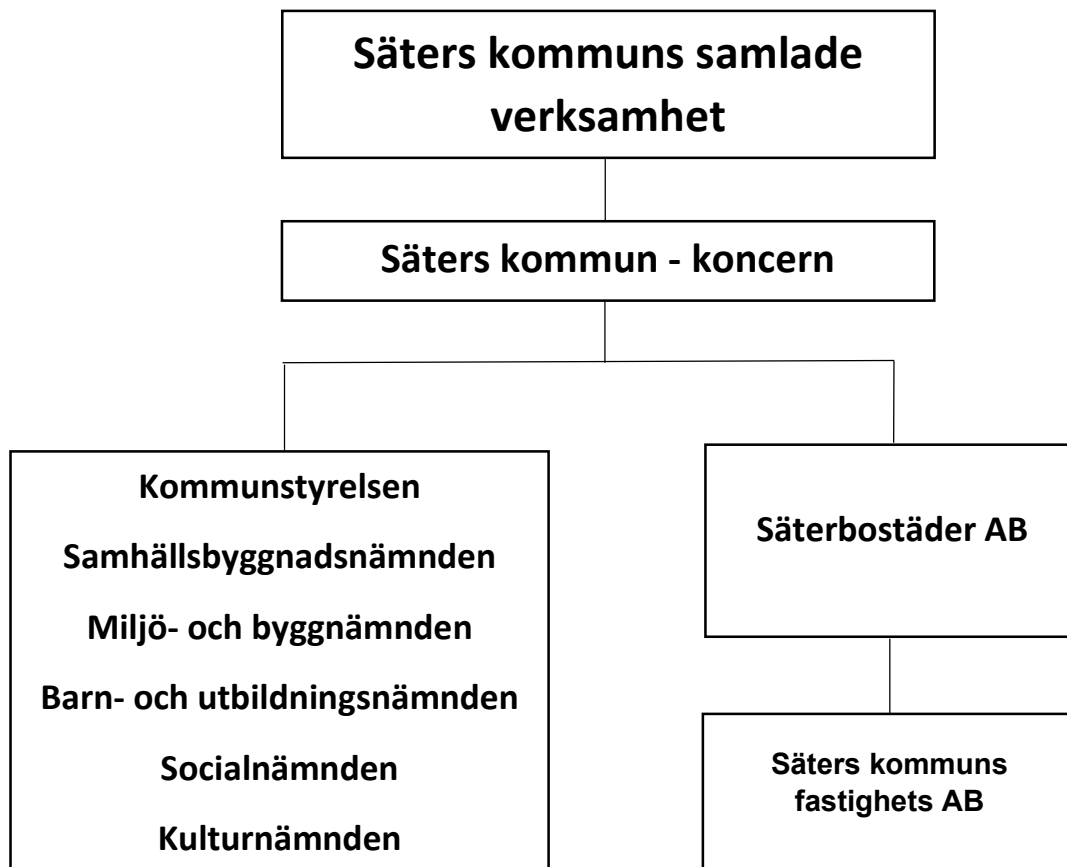 Säters kommuns samlade
verksamhet
Säters kommun - koncern
Kommunstyrelsen
Samhällsbyggnadsnämnden
Miljö- och byggnämnden
Barn- och utbildningsnämnden
Socialnämnden
Kulturnämnden
Säterbostäder AB
Säters kommuns
fastighets AB